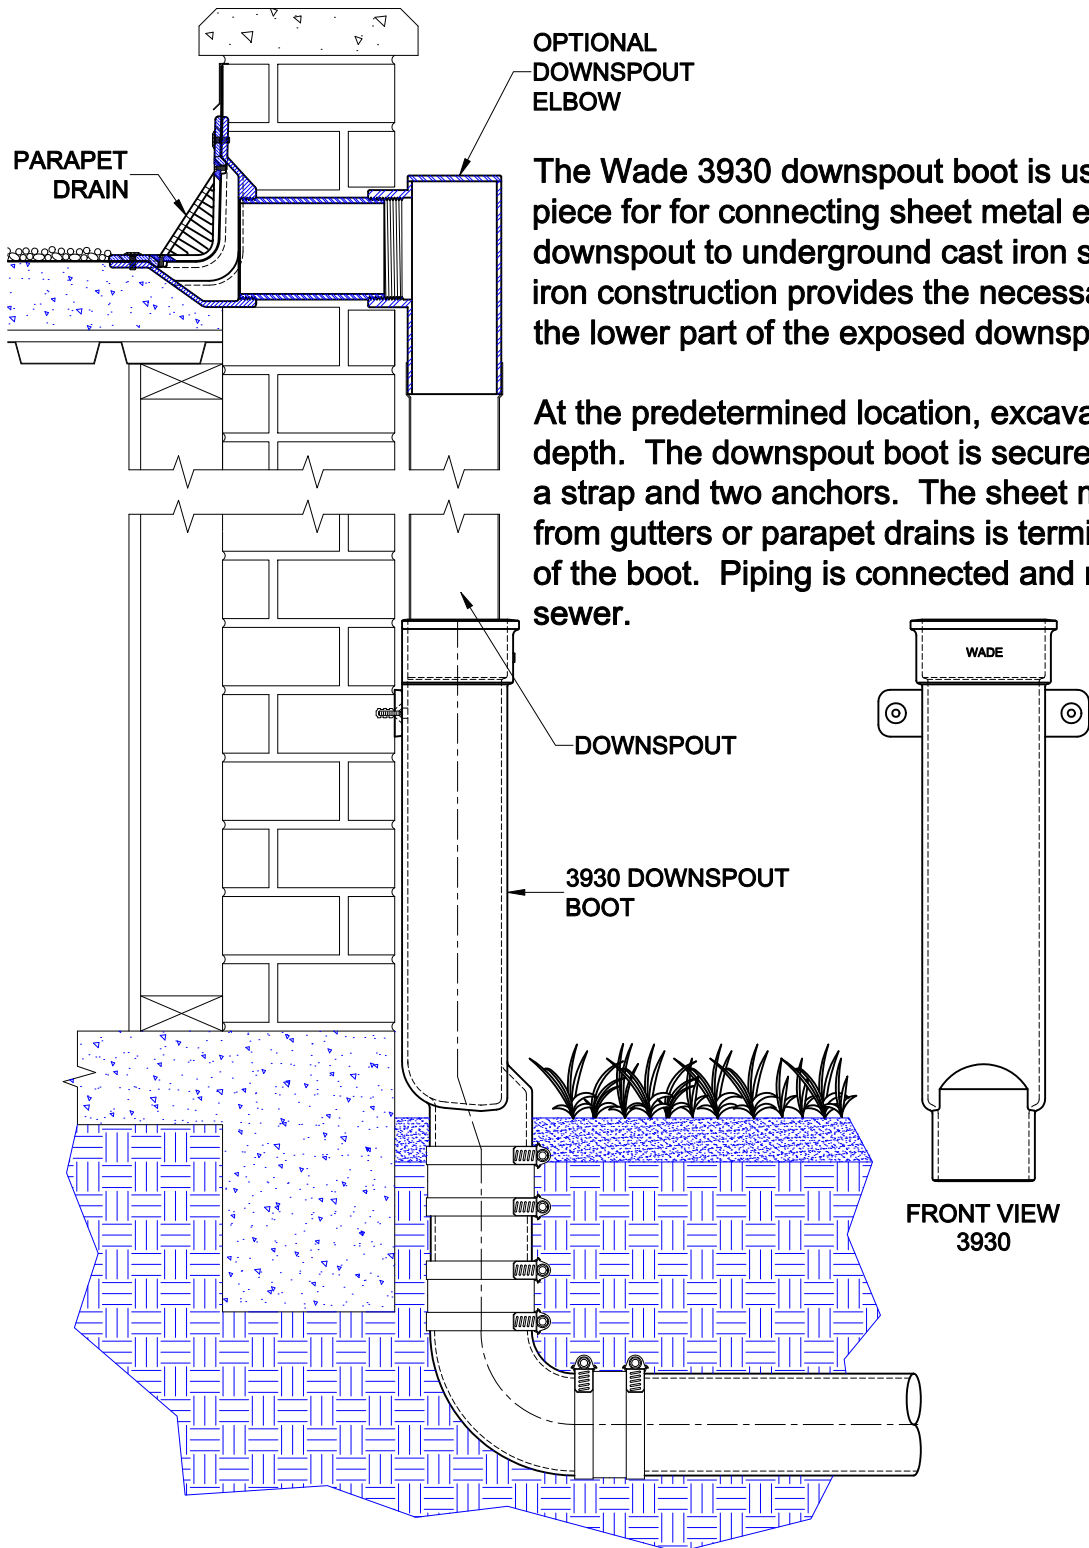 OPTIONAL
DOWNSPOUT
ELBOW
PARAPET
DRAIN
The Wade 3930 downspout boot is us
piece for for connecting sheet metal e
downspout to underground cast iron s
iron construction provides the necessa
the lower part of the exposed downsp
At the predetermined location, excava
depth. The downspout boot is secure
a strap and two anchors. The sheet m
from gutters or parapet drains is termi
of the boot. Piping is connected and r
sewer.
WADE
DOWNSPOUT
3930 DOWNSPOUT
BOOT
FRONT VIEW
3930